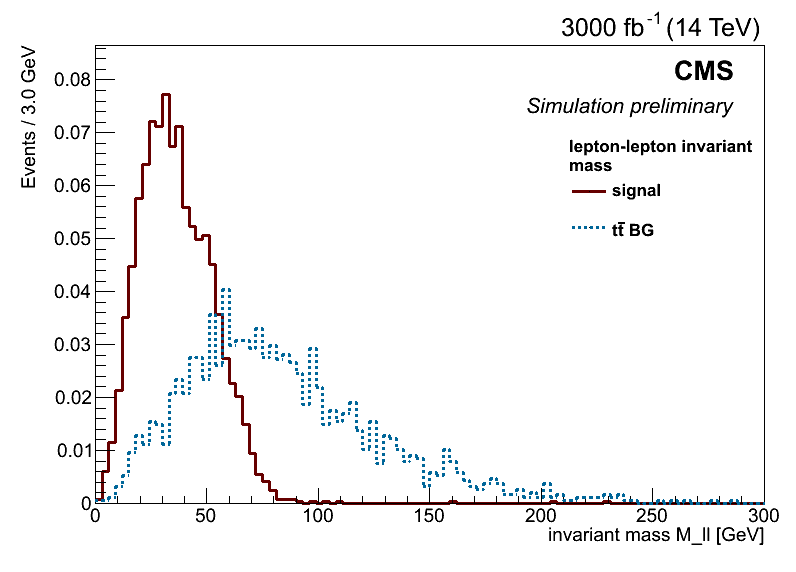 3000 fb-1 (14 TeV)
CMS
Simulation preliminary
lepton-lepton invariant
mass
signal
tt̄ BG
Events / 3.0 GeV
0.08
0.07
0.06
0.05
0.04
0.03
0.02
0.01
0
0 50 100 150 200 250 300
invariant mass M_ll [GeV]